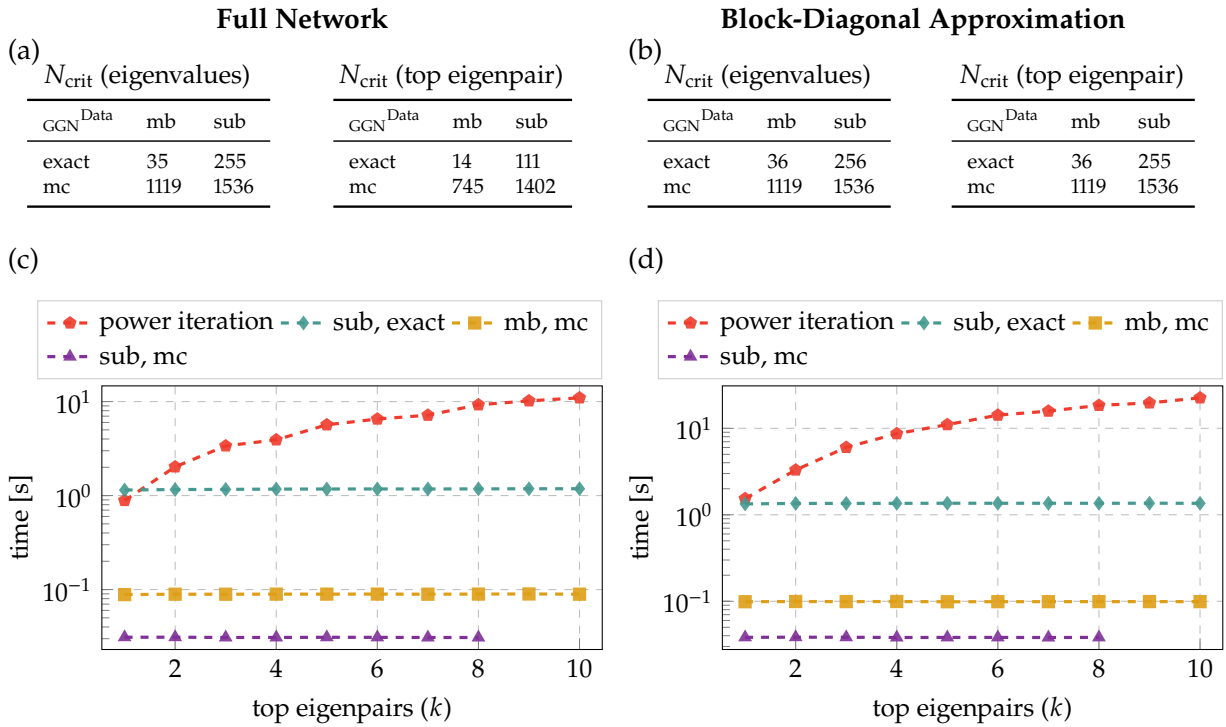 Full Network
Block-Diagonal Approximation
(a)
N_crit (eigenvalues)
GGN Data mb sub
exact 35 255
mc 1119 1536
N_crit (top eigenpair)
GGN Data mb sub
exact 14 111
mc 745 1402
(b)
N_crit (eigenvalues)
GGN Data mb sub
exact 36 256
mc 1119 1536
N_crit (top eigenpair)
GGN Data mb sub
exact 36 255
mc 1119 1536
(c)
power iteration sub, exact mb, mc
sub, mc
time [s]
10^1
10^0
10^-1
2 4 6 8 10
top eigenpairs (k)
(d)
power iteration sub, exact mb, mc
sub, mc
time [s]
10^1
10^0
10^-1
2 4 6 8 10
top eigenpairs (k)